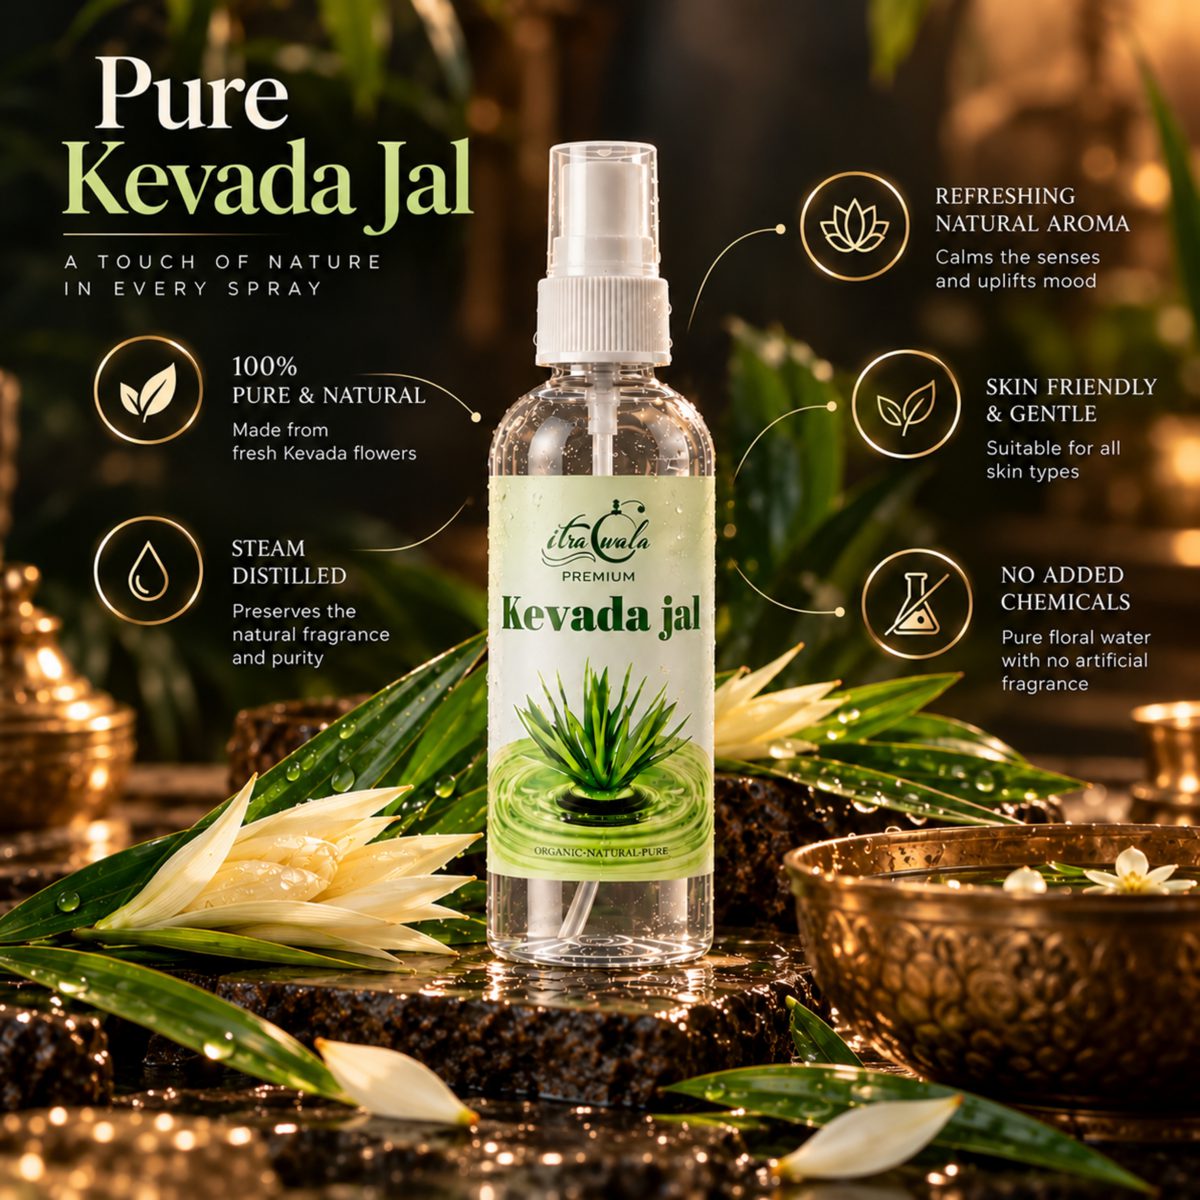 Pure
Kevada Jal
A TOUCH OF NATURE
IN EVERY SPRAY
100%
PURE & NATURAL
Made from
fresh Kevada flowers
STEAM
DISTILLED
Preserves the
natural fragrance
and purity
REFRESHING
NATURAL AROMA
Calms the senses
and uplifts mood
SKIN FRIENDLY
& GENTLE
Suitable for all
skin types
NO ADDED
CHEMICALS
Pure floral water
with no artificial
fragrance
itra wala
PREMIUM
Kevada jal
ORGANIC-NATURAL-PURE